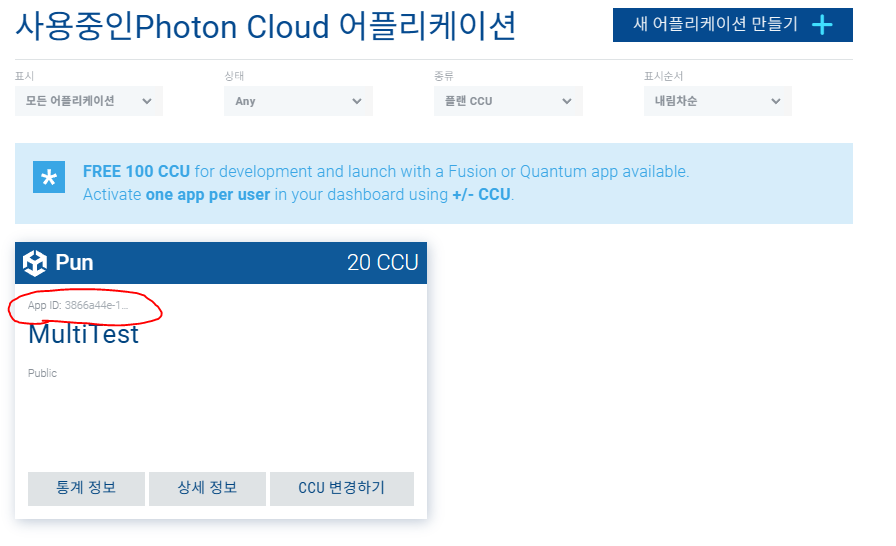 사용중인Photon Cloud 어플리케이션
새 어플리케이션 만들기
표시
상태
종류
표시순서
모든 어플리케이션
Any
플랜 CCU
내림차순
FREE 100 CCU for development and launch with a Fusion or Quantum app available.
Activate one app per user in your dashboard using +/- CCU.
Pun
20 CCU
App ID: 3866a44e-1...
MultiTest
Public
통계 정보
상세 정보
CCU 변경하기